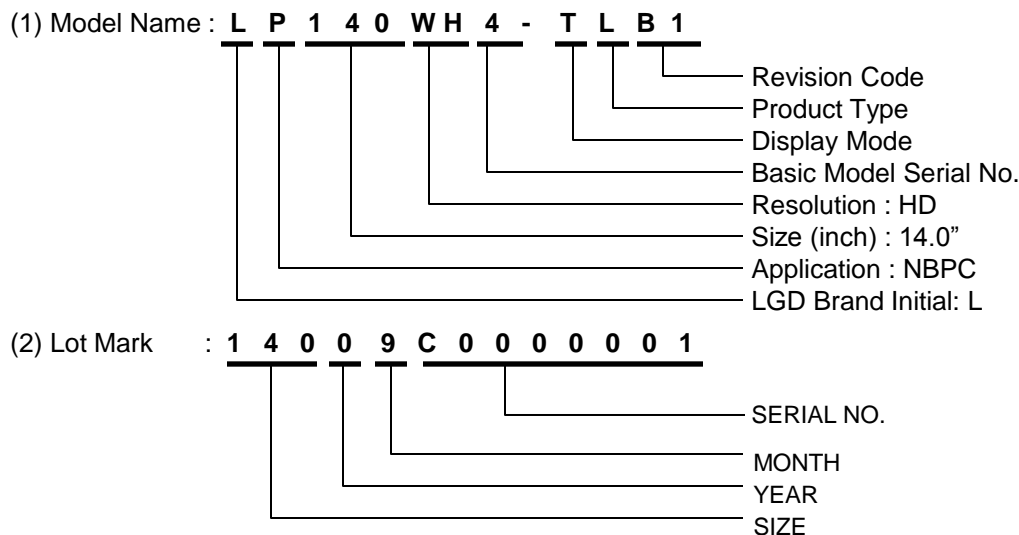 (1) Model Name : L P 1 4 0 W H 4 - T L B 1
Revision Code
Product Type
Display Mode
Basic Model Serial No.
Resolution : HD
Size (inch) : 14.0”
Application : NBPC
LGD Brand Initial: L
(2) Lot Mark : 1 4 0 0 9 C 0 0 0 0 0 0 1
SERIAL NO.
MONTH
YEAR
SIZE